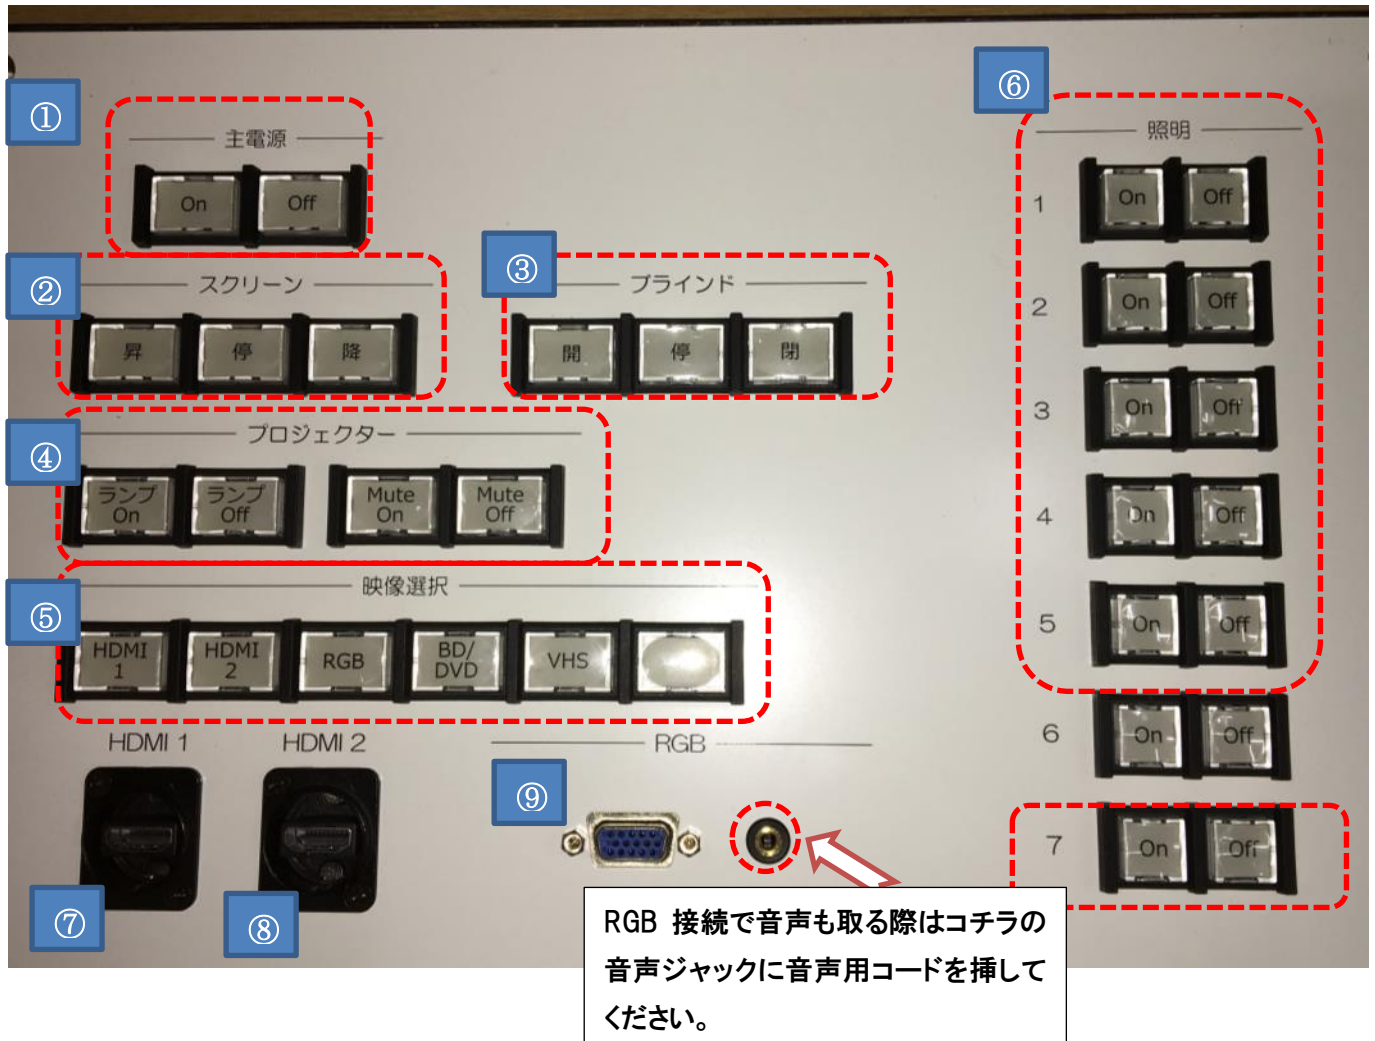 ①
主電源
On Off
②
スクリーン
昇 停 降
③
ブラインド
開 停 閉
④
プロジェクター
ランプ On
ランプ Off
Mute On
Mute Off
⑤
映像選択
HDMI 1
HDMI 2
RGB
BD/DVD
VHS
⑥
照明
1 On Off
2 On Off
3 On Off
4 On Off
5 On Off
6 On Off
7 On Off
HDMI 1
HDMI 2
RGB
⑦
⑧
⑨
RGB 接続で音声も取る際はコチラの
音声ジャックに音声用コードを挿して
ください。